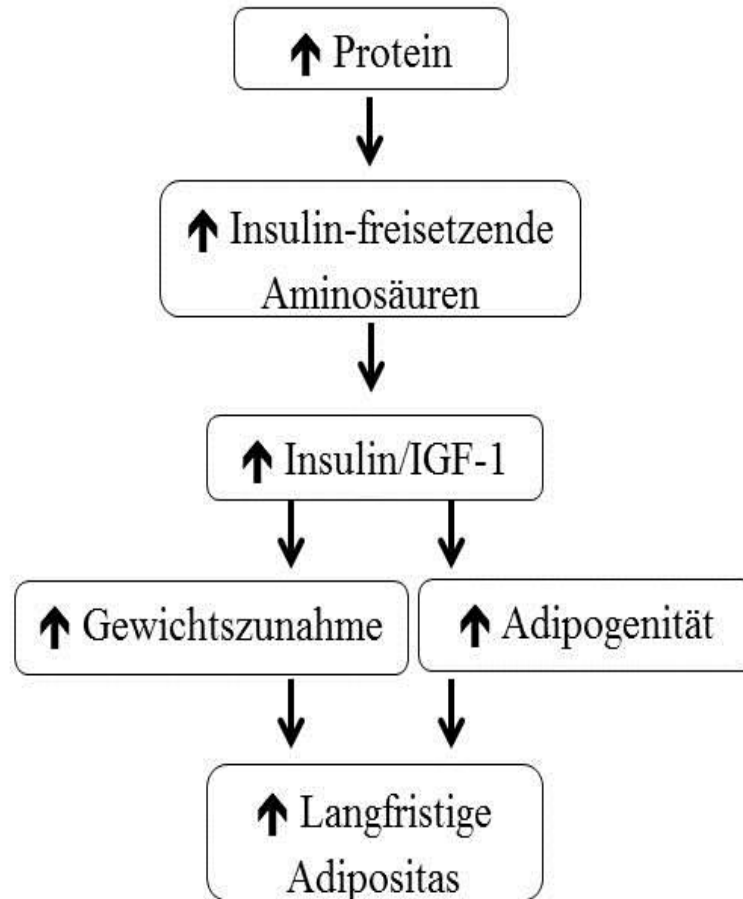 ↑ Protein
↑ Insulin-freisetzende
Aminosäuren
↑ Insulin/IGF-1
↑ Gewichtszunahme
↑ Adipogenität
↑ Langfristige
Adipositas